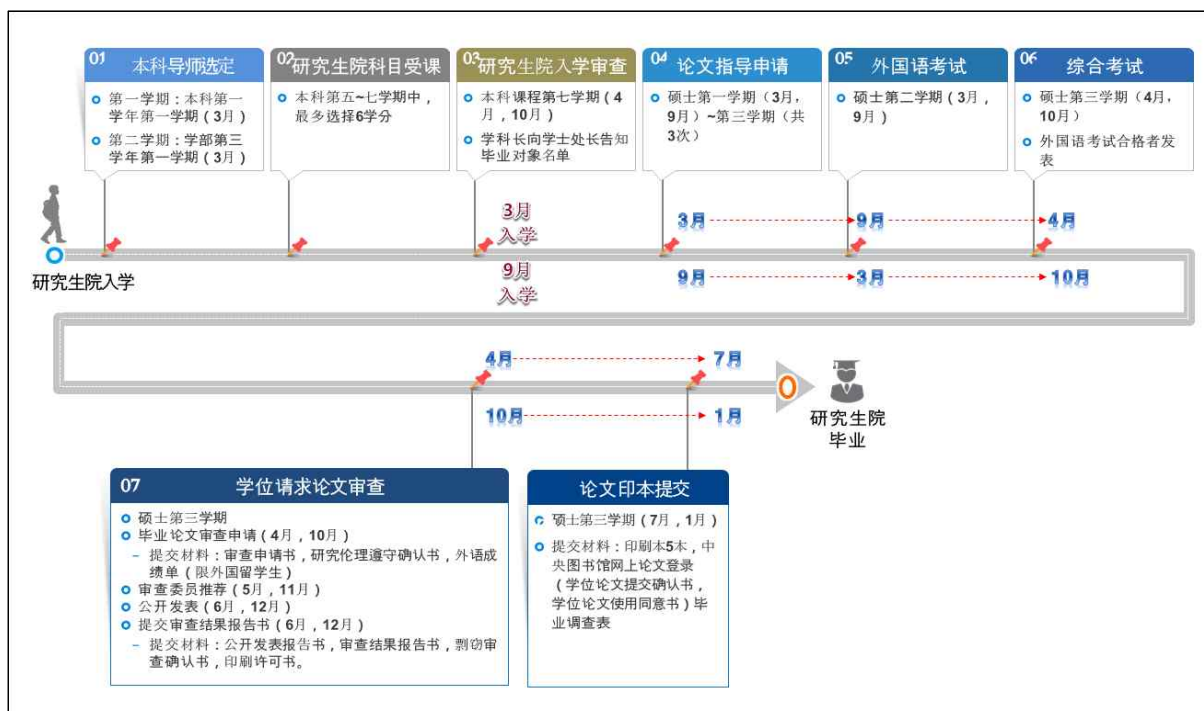 01 本科导师选定
第一学期：本科第一
学年第一学期（3月）
第二学期：学部第三
学年第一学期（3月）
02 研究生院科目受课
本科第五~七学期中，
最多选择6学分
03 研究生院入学审查
本科课程第七学期（4
月，10月）
学科长向学士处长告知
毕业对象名单
04 论文指导申请
硕士第一学期（3月，
9月）~第三学期（共
3次）
05 外国语考试
硕士第二学期（3月，
9月）
06 综合考试
硕士第三学期（4月，
10月）
外国语考试合格者发
表
3月
入学
3月 9月 4月
研究生院入学
9月
入学
9月 3月 10月
4月 7月
10月 1月
研究生院
毕业
07 学位请求论文审查
硕士第三学期
毕业论文审查申请（4月，10月）
– 提交材料：审查申请书，研究伦理遵守确认书，外语成
绩单（限外国留学生）
审查委员推荐（5月，11月）
公开发表（6月，12月）
提交审查结果报告书（6月，12月）
– 提交材料：公开发表报告书，审查结果报告书，剽窃审
查确认书，印刷许可书。
论文印本提交
硕士第三学期（7月，1月）
提交材料：印刷本5本，中
央图书馆网上论文登录
（学位论文提交确认书，
学位论文使用同意书）毕
业调查表